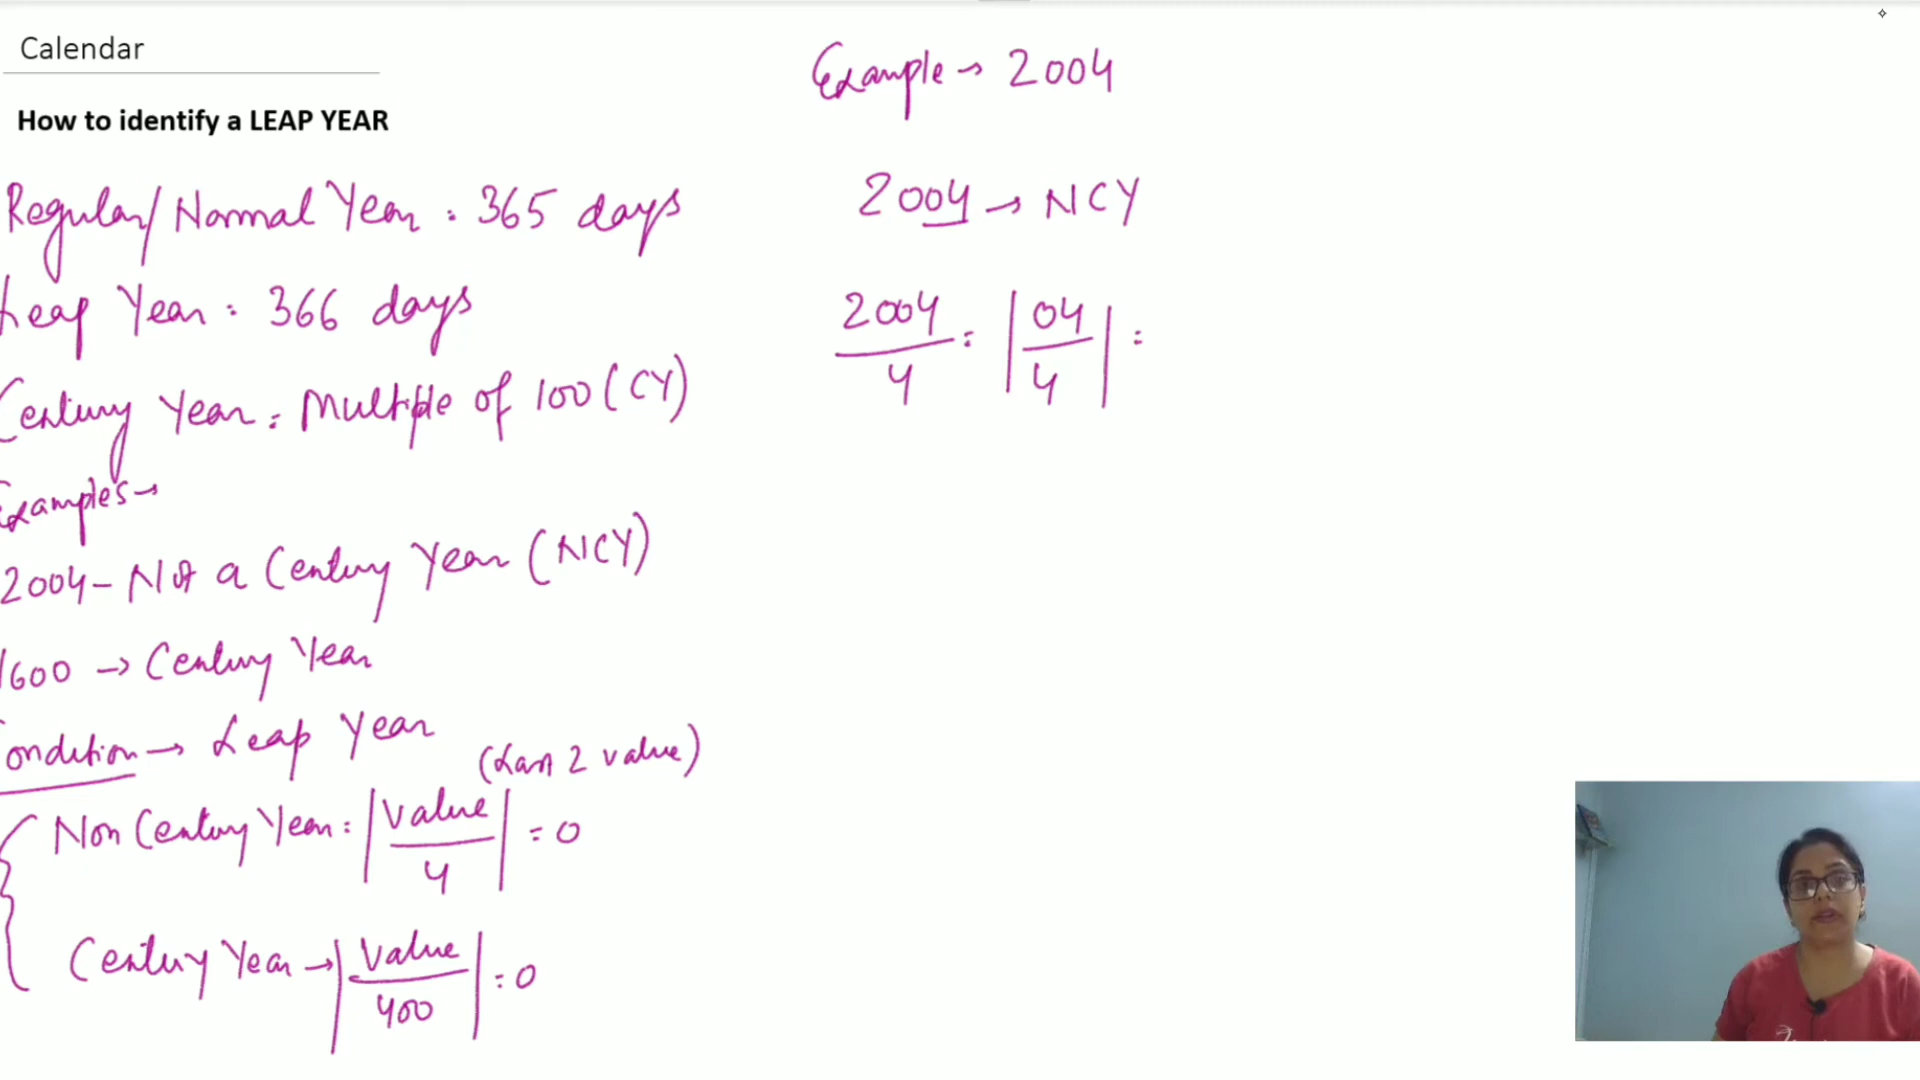 Calendar
How to identify a LEAP YEAR
Regular/Normal Year : 365 days
Leap Year : 366 days
Century Year : Multiple of 100 (CY)
Examples →
2004 - Not a Century Year (NCY)
1600 → Century Year
Condition → Leap Year
(Last 2 value)
Non Century Year : | value / 4 | = 0
Century Year → | value / 400 | = 0
Example → 2004
2004 → NCY
2004 / 4 = | 04 / 4 | =